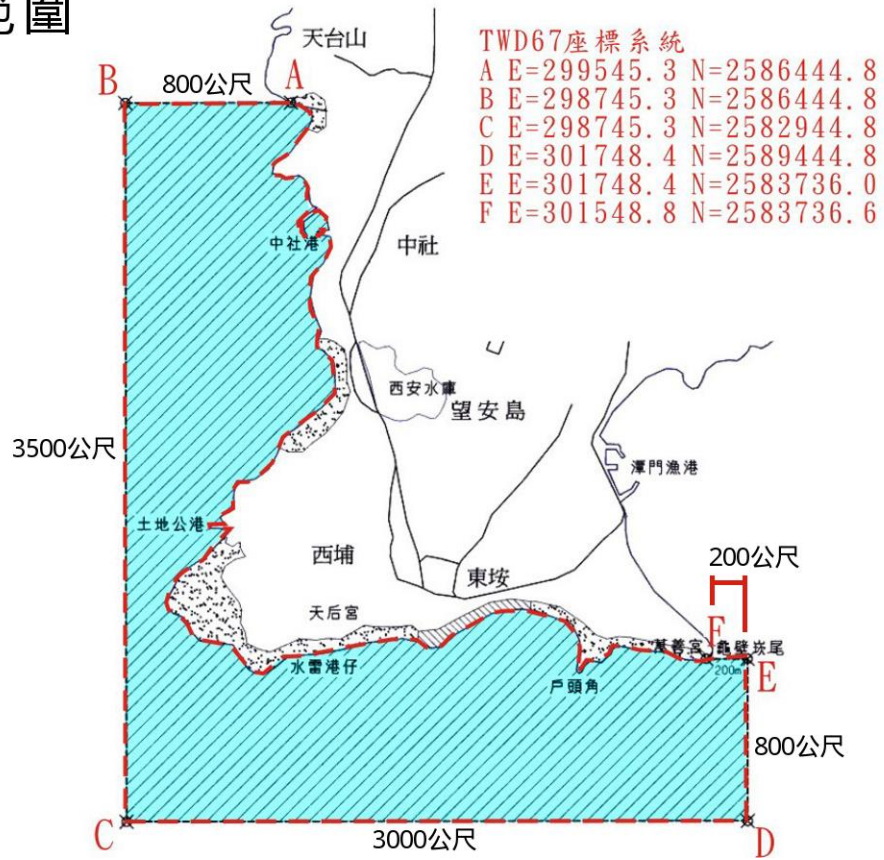 圍
天台山
TWD67座標系統
A E=299545.3 N=2586444.8
B E=298745.3 N=2586444.8
C E=298745.3 N=2582944.8
D E=301748.4 N=2589444.8
E E=301748.4 N=2583736.0
F E=301548.8 N=2583736.6
B
800公尺
A
中社港
中社
西安水庫
望安島
3500公尺
潭門漁港
土地公港
西埔
東垵
200公尺
天后宮
F
萬善宮
龜壁崁尾
水雷港仔
200m
E
戶頭角
800公尺
C
3000公尺
D